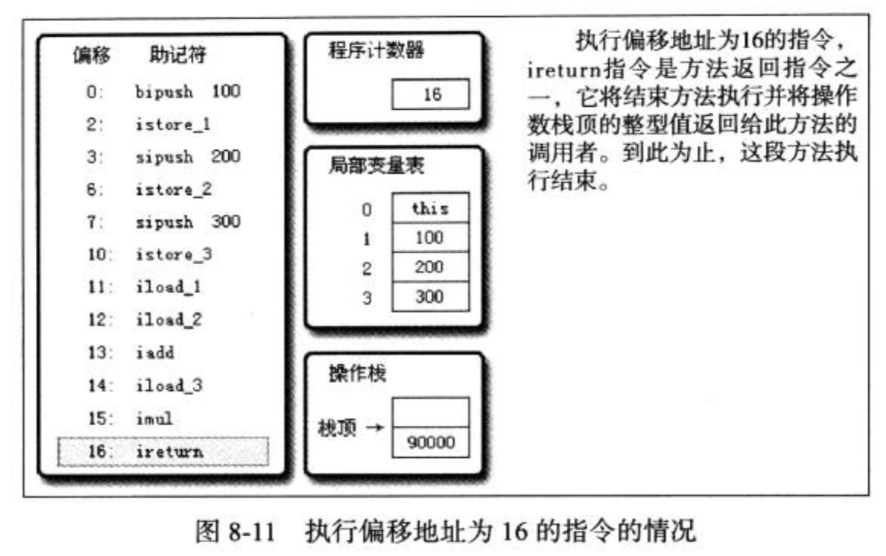 偏移 助记符
0: bipush 100
2: istore_1
3: sipush 200
6: istore_2
7: sipush 300
10: istore_3
11: iload_1
12: iload_2
13: iadd
14: iload_3
15: imul
16: ireturn
程序计数器
16
局部变量表
0 this
1 100
2 200
3 300
操作栈
栈顶 →
90000
执行偏移地址为16的指令，
ireturn指令是方法返回指令之
一，它将结束方法执行并将操作
数栈顶的整型值返回给此方法的
调用者。到此为止，这段方法执
行结束。
图 8-11 执行偏移地址为 16 的指令的情况